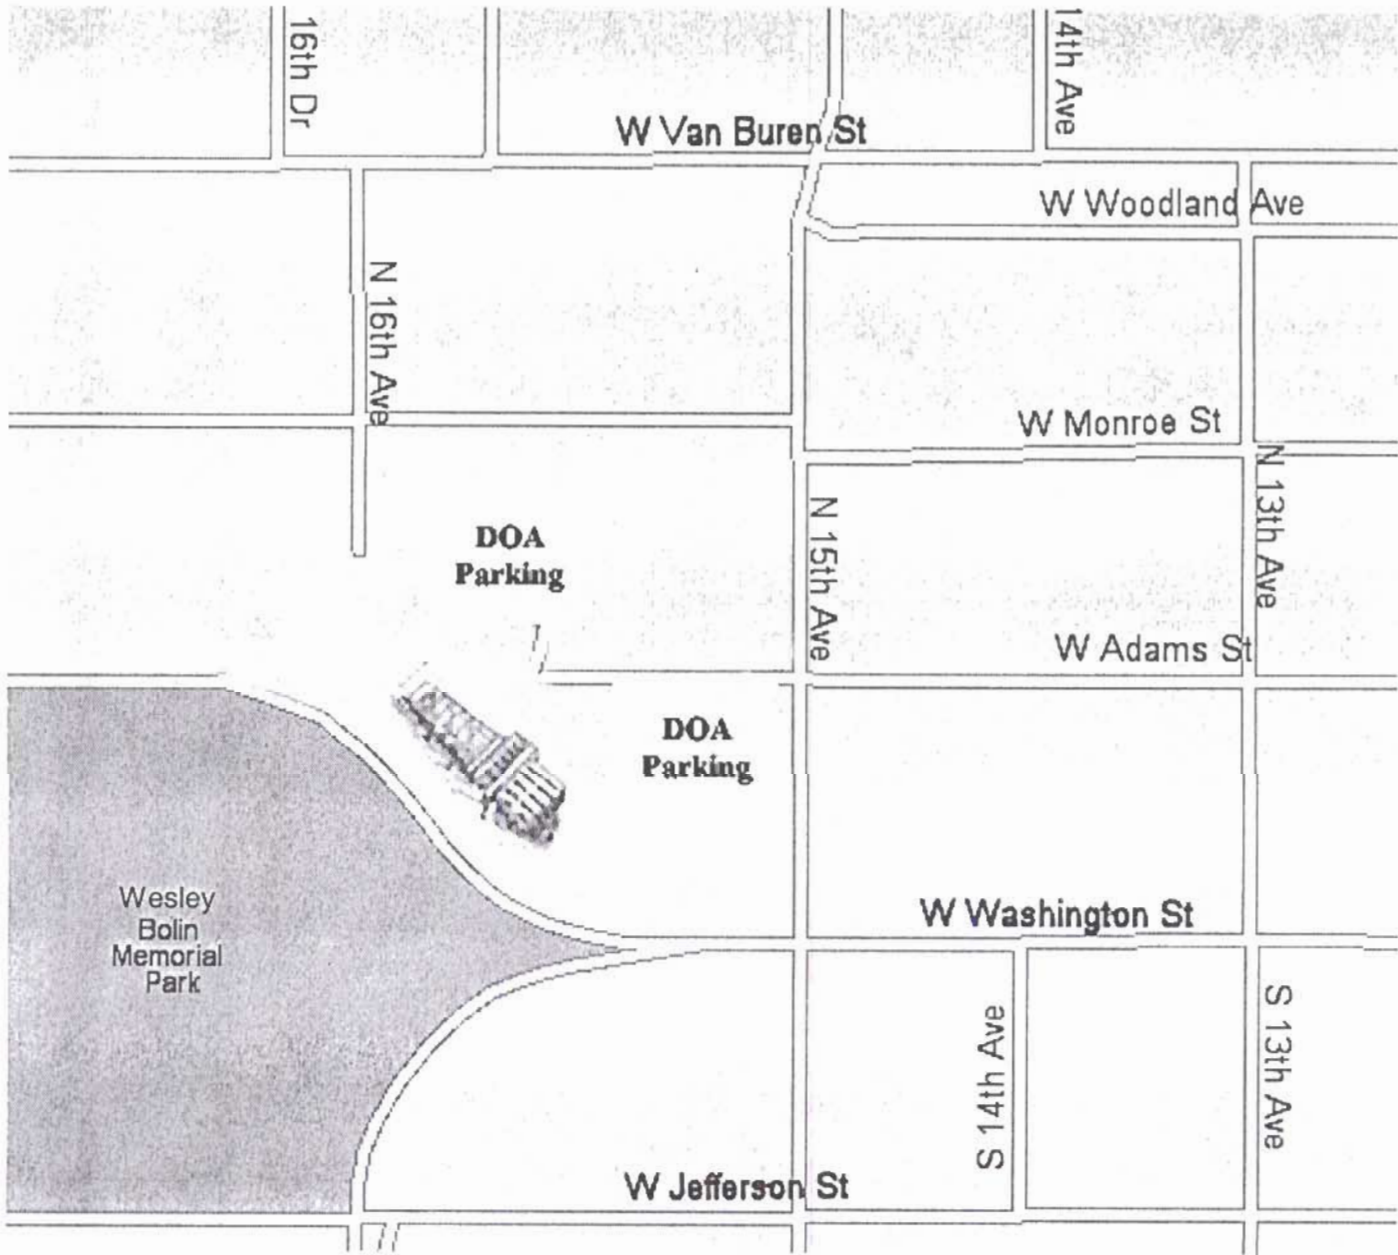 16th Dr
14th Ave
W Van Buren St
W Woodland Ave
N 16th Ave
W Monroe St
N 13th Ave
N 15th Ave
DOA
Parking
W Adams St
DOA
Parking
Wesley
Bolin
Memorial
Park
W Washington St
S 14th Ave
S 13th Ave
W Jefferson St